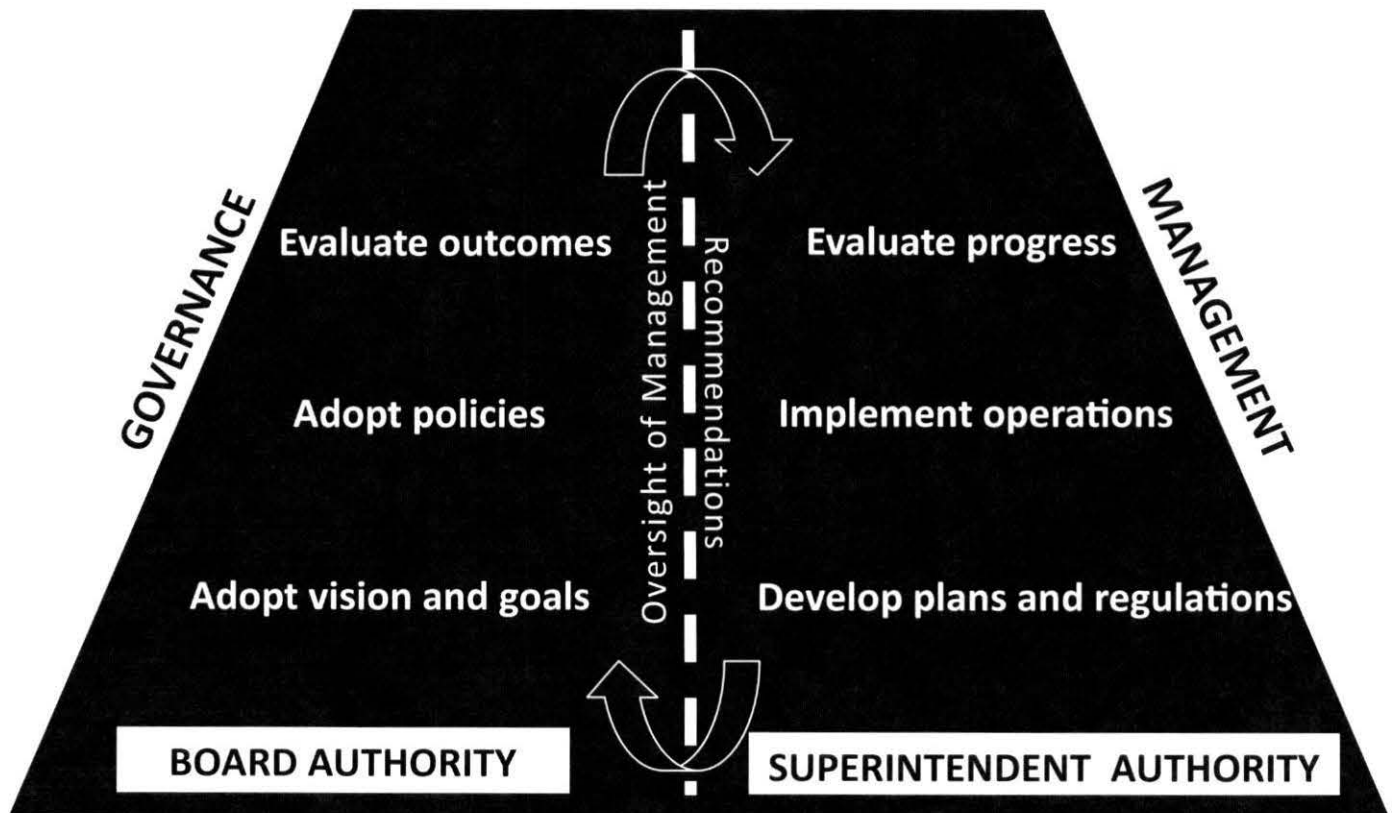 GOVERNANCE
Evaluate outcomes
Adopt policies
Adopt vision and goals
BOARD AUTHORITY
Oversight of Management
Recommendations
MANAGEMENT
Evaluate progress
Implement operations
Develop plans and regulations
SUPERINTENDENT AUTHORITY